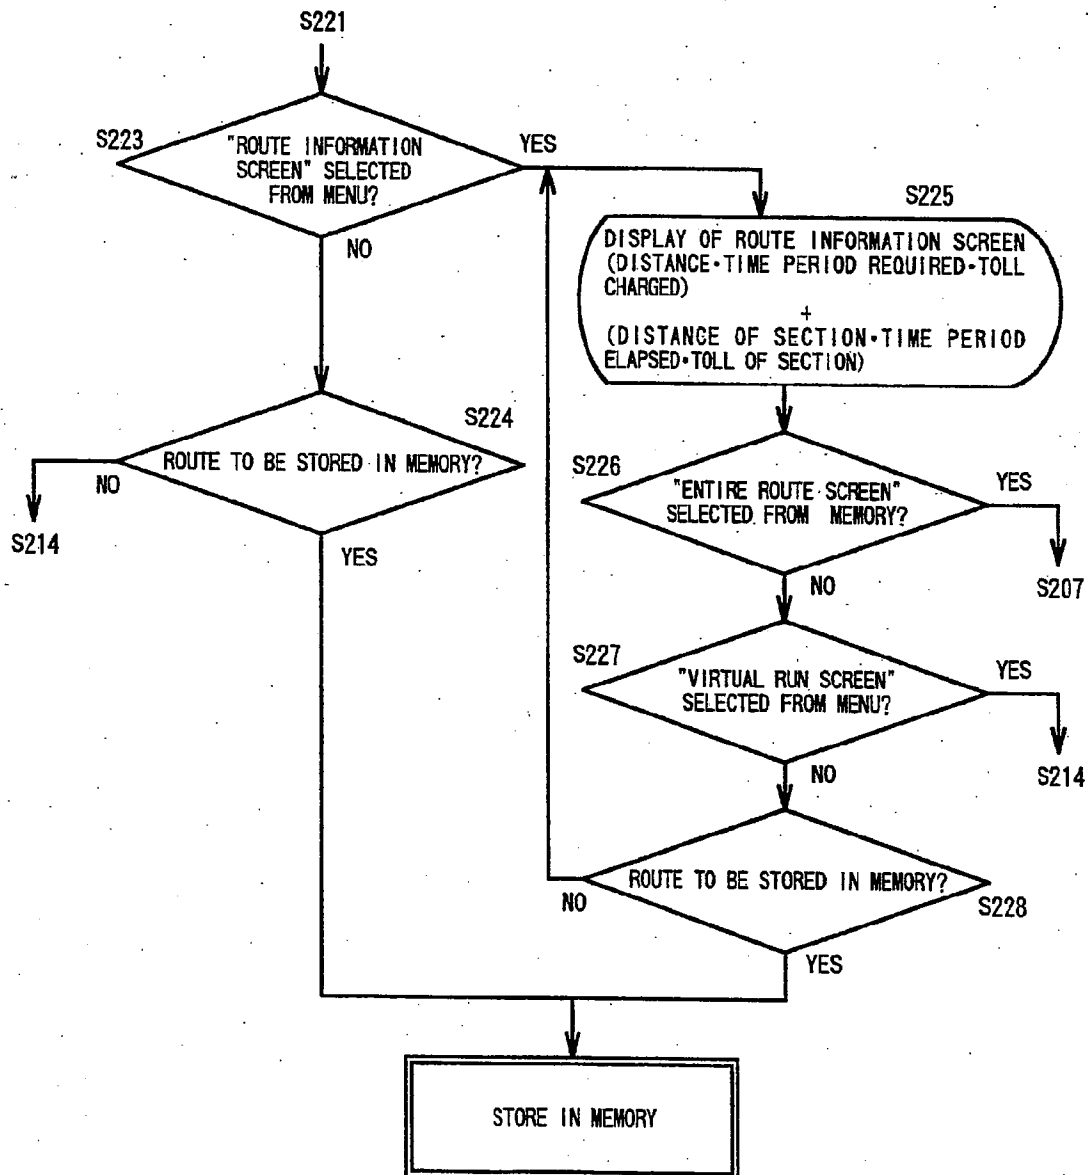 S221
S223
"ROUTE INFORMATION
SCREEN" SELECTED
FROM MENU?
YES
NO
S225
DISPLAY OF ROUTE INFORMATION SCREEN
(DISTANCE·TIME PERIOD REQUIRED·TOLL
CHARGED)
+
(DISTANCE OF SECTION·TIME PERIOD
ELAPSED·TOLL OF SECTION)
S224
ROUTE TO BE STORED IN MEMORY?
NO
S214
YES
S226
"ENTIRE ROUTE SCREEN"
SELECTED FROM MEMORY?
YES
S207
NO
S227
"VIRTUAL RUN SCREEN"
SELECTED FROM MENU?
YES
S214
NO
ROUTE TO BE STORED IN MEMORY?
NO
S228
YES
STORE IN MEMORY